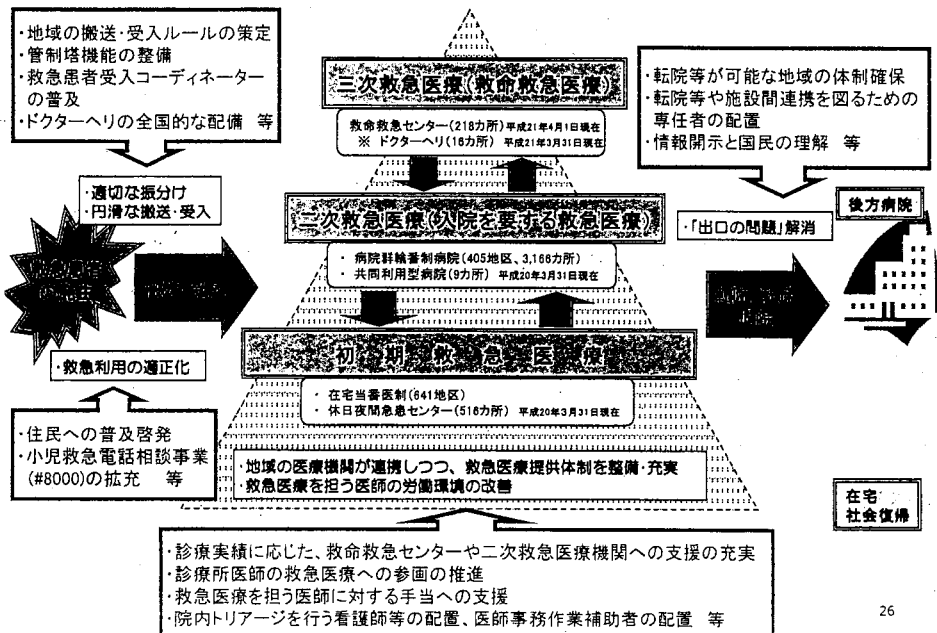 ・地域の搬送・受入ルールの策定
・管制塔機能の整備
・救急患者受入コーディネーター
の普及
・ドクターヘリの全国的な配備 等
・適切な振分け
・円滑な搬送・受入
・救急利用の適正化
・住民への普及啓発
・小児救急電話相談事業
(#8000)の拡充 等
三次救急医療(救命救急医療)
救命救急センター(218カ所) 平成21年4月1日現在
※ ドクターヘリ(16カ所) 平成21年3月31日現在
二次救急医療(入院を要する救急医療)
・ 病院群輪番制病院(405地区、3,166カ所)
・ 共同利用型病院(9カ所) 平成20年3月31日現在
初期救急医療
・ 在宅当番医制(641地区)
・ 休日夜間急患センター(516カ所) 平成20年3月31日現在
・地域の医療機関が連携しつつ、救急医療提供体制を整備・充実
・救急医療を担う医師の労働環境の改善
・転院等が可能な地域の体制確保
・転院等や施設間連携を図るための
専任者の配置
・情報開示と国民の理解 等
・「出口の問題」解消
後方病院
在宅
社会復帰
・診療実績に応じた、救命救急センターや二次救急医療機関への支援の充実
・診療所医師の救急医療への参画の推進
・救急医療を担う医師に対する手当への支援
・院内トリアージを行う看護師等の配置、医師事務作業補助者の配置 等
26